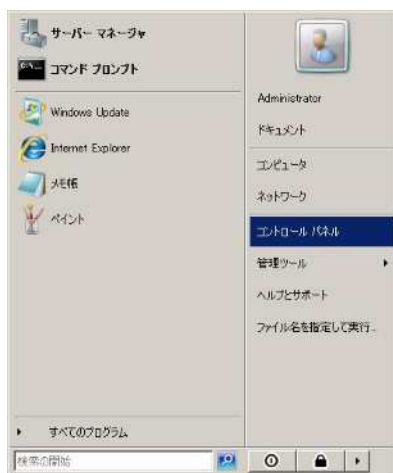 サーバー マネージャ
コマンド プロンプト
Windows Update
Internet Explorer
メモ帳
ペイント
すべてのプログラム
検索の開始
Administrator
ドキュメント
コンピュータ
ネットワーク
コントロール パネル
管理ツール
ヘルプとサポート
ファイル名を指定して実行...